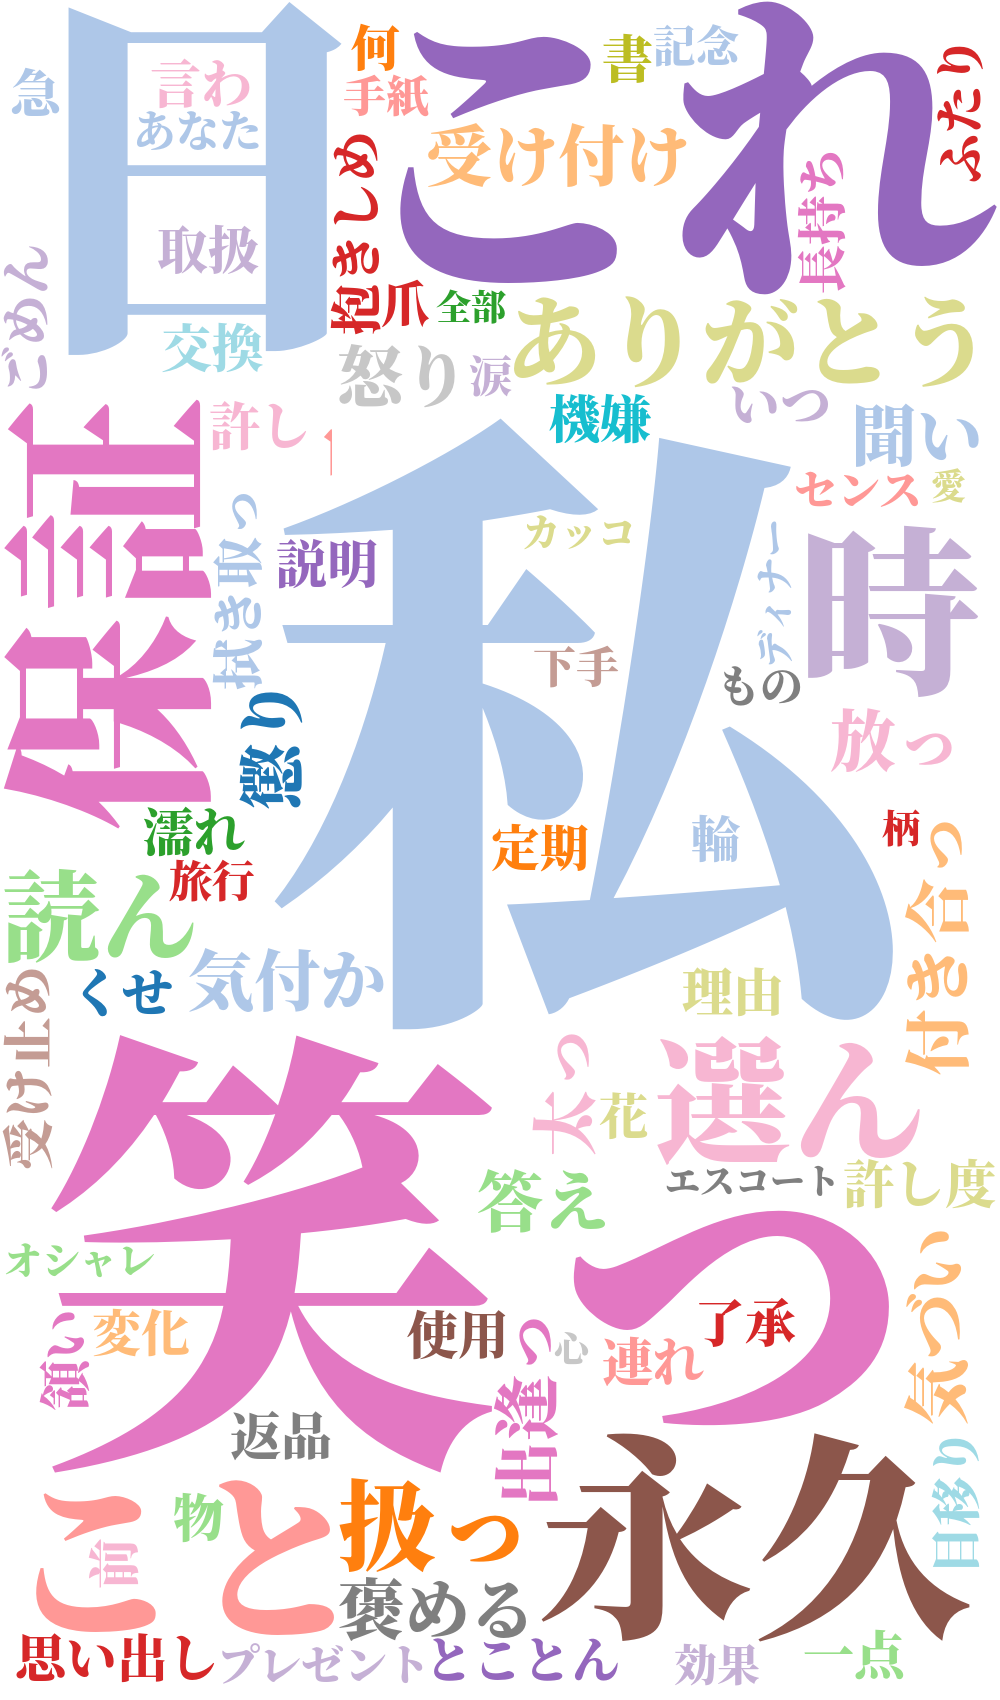 日
これ
何
書
記念
ふたり
急
言わ
手紙
あなた
受け付け
抱きしめ
長持ち
取扱
ごめん
爪
全部
ありがとう
交換
怒り
涙
機嫌
いつ
聞い
許し
保証
センス
愛
拭き取っ
説明
カッコ
ディナー
時
私
下手
もの
懲り
放っ
濡れ
定期
輪
柄
旅行
読ん
付き合っ
受け止め
くせ
気付か
理由
笑っ
太っ
花
選ん
答え
エスコート
許し度
オシャレ
気づい
額い
変化
使用
出逢っ
心
連れ
了承
返品
永久
目移り
こと
物
前
扱っ
褒める
思い出し
プレゼント
とことん
効果
一点